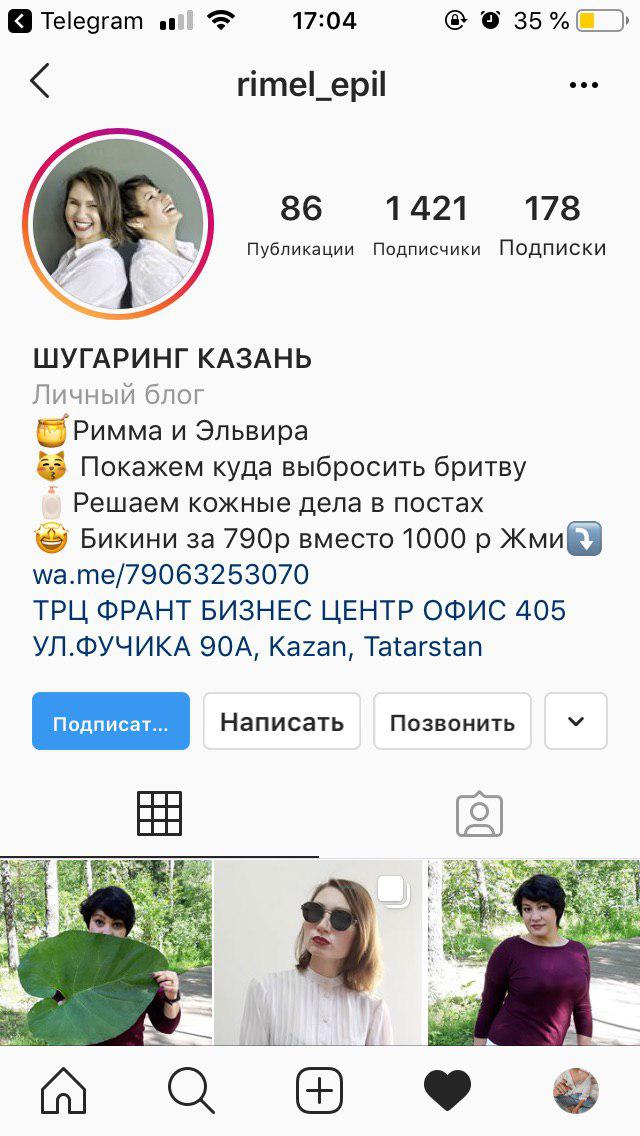 Telegram 17:04 35 %
rimel_epil
86 1 421 178
Публикации Подписчики Подписки
ШУГАРИНГ КАЗАНЬ
Личный блог
🍯Римма и Эльвира
😽 Покажем куда выбросить бритву
🧴Решаем кожные дела в постах
🤩 Бикини за 790р вместо 1000 р Жми⤵️
wa.me/79063253070
ТРЦ ФРАНТ БИЗНЕС ЦЕНТР ОФИС 405
УЛ.ФУЧИКА 90А, Kazan, Tatarstan
Подписат... Написать Позвонить